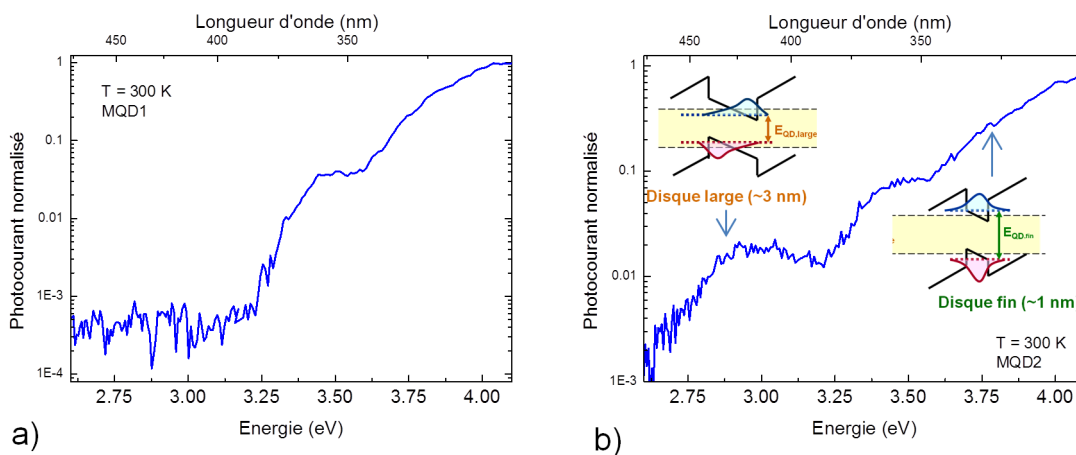 Longueur d'onde (nm)
450
400
350
1
0.1
0.01
1E-3
1E-4
T = 300 K
MQD1
Photocourant normalisé
2.75
3.00
3.25
3.50
3.75
4.00
Energie (eV)
a)
Longueur d'onde (nm)
450
400
350
1
0.1
0.01
1E-3
E_QD,large
Disque large (~3 nm)
E_QD,fin
e
Disque fin (~1 nm
T = 300 K
MQD2
Photocourant normalisé
2.75
3.00
3.25
3.50
3.75
4.00
Energie (eV)
b)